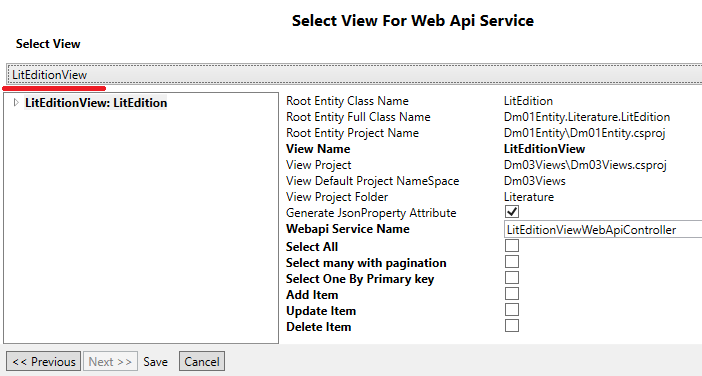 Select View For Web Api Service
Select View
LitEditionView
LitEditionView: LitEdition
Root Entity Class Name LitEdition
Root Entity Full Class Name Dm01Entity.Literature.LitEdition
Root Entity Project Name Dm01Entity\Dm01Entity.csproj
View Name LitEditionView
View Project Dm03Views\Dm03Views.csproj
View Default Project NameSpace Dm03Views
View Project Folder Literature
Generate JsonProperty Attribute
Webapi Service Name LitEditionViewWebApiController
Select All
Select many with pagination
Select One By Primary key
Add Item
Update Item
Delete Item
<< Previous Next >> Save Cancel